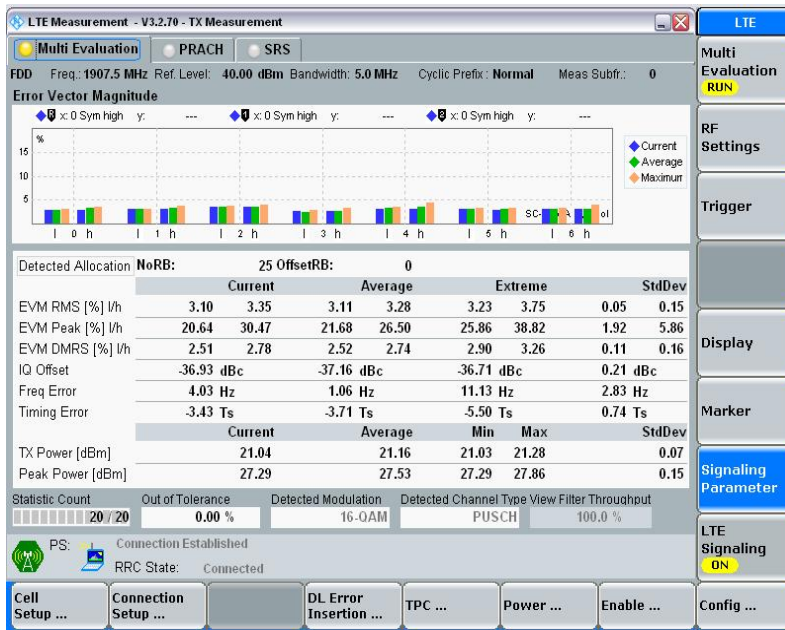 LTE Measurement - V3.2.70 - TX Measurement
LTE
Multi Evaluation PRACH SRS
Multi Evaluation RUN
FDD Freq.: 1907.5 MHz Ref. Level: 40.00 dBm Bandwidth: 5.0 MHz Cyclic Prefix : Normal Meas Subfr.: 0
Error Vector Magnitude
R x: 0 Sym high y: --- 1 x: 0 Sym high y: --- 2 x: 0 Sym high y: ---
RF Settings
%
15
10
5
Current
Average
Maximum
Trigger
l 0 h l 1 h l 2 h l 3 h l 4 h l 5 h l 6 h
Detected Allocation NoRB: 25 OffsetRB: 0
Current Average Extreme StdDev
EVM RMS [%] l/h 3.10 3.35 3.11 3.28 3.23 3.75 0.05 0.15
EVM Peak [%] l/h 20.64 30.47 21.68 26.50 25.86 38.82 1.92 5.86
EVM DMRS [%] l/h 2.51 2.78 2.52 2.74 2.90 3.26 0.11 0.16
Display
IQ Offset -36.93 dBc -37.16 dBc -36.71 dBc 0.21 dBc
Freq Error 4.03 Hz 1.06 Hz 11.13 Hz 2.83 Hz
Timing Error -3.43 Ts -3.71 Ts -5.50 Ts 0.74 Ts
Marker
Current Average Min Max StdDev
TX Power [dBm] 21.04 21.16 21.03 21.28 0.07
Peak Power [dBm] 27.29 27.53 27.29 27.86 0.15
Signaling Parameter
Statistic Count Out of Tolerance Detected Modulation Detected Channel Type View Filter Throughput
20 / 20 0.00 % 16-QAM PUSCH 100.0 %
PS: Connection Established
RRC State: Connected
LTE Signaling ON
Cell Setup ... Connection Setup ... DL Error Insertion ... TPC ... Power ... Enable ... Config ...